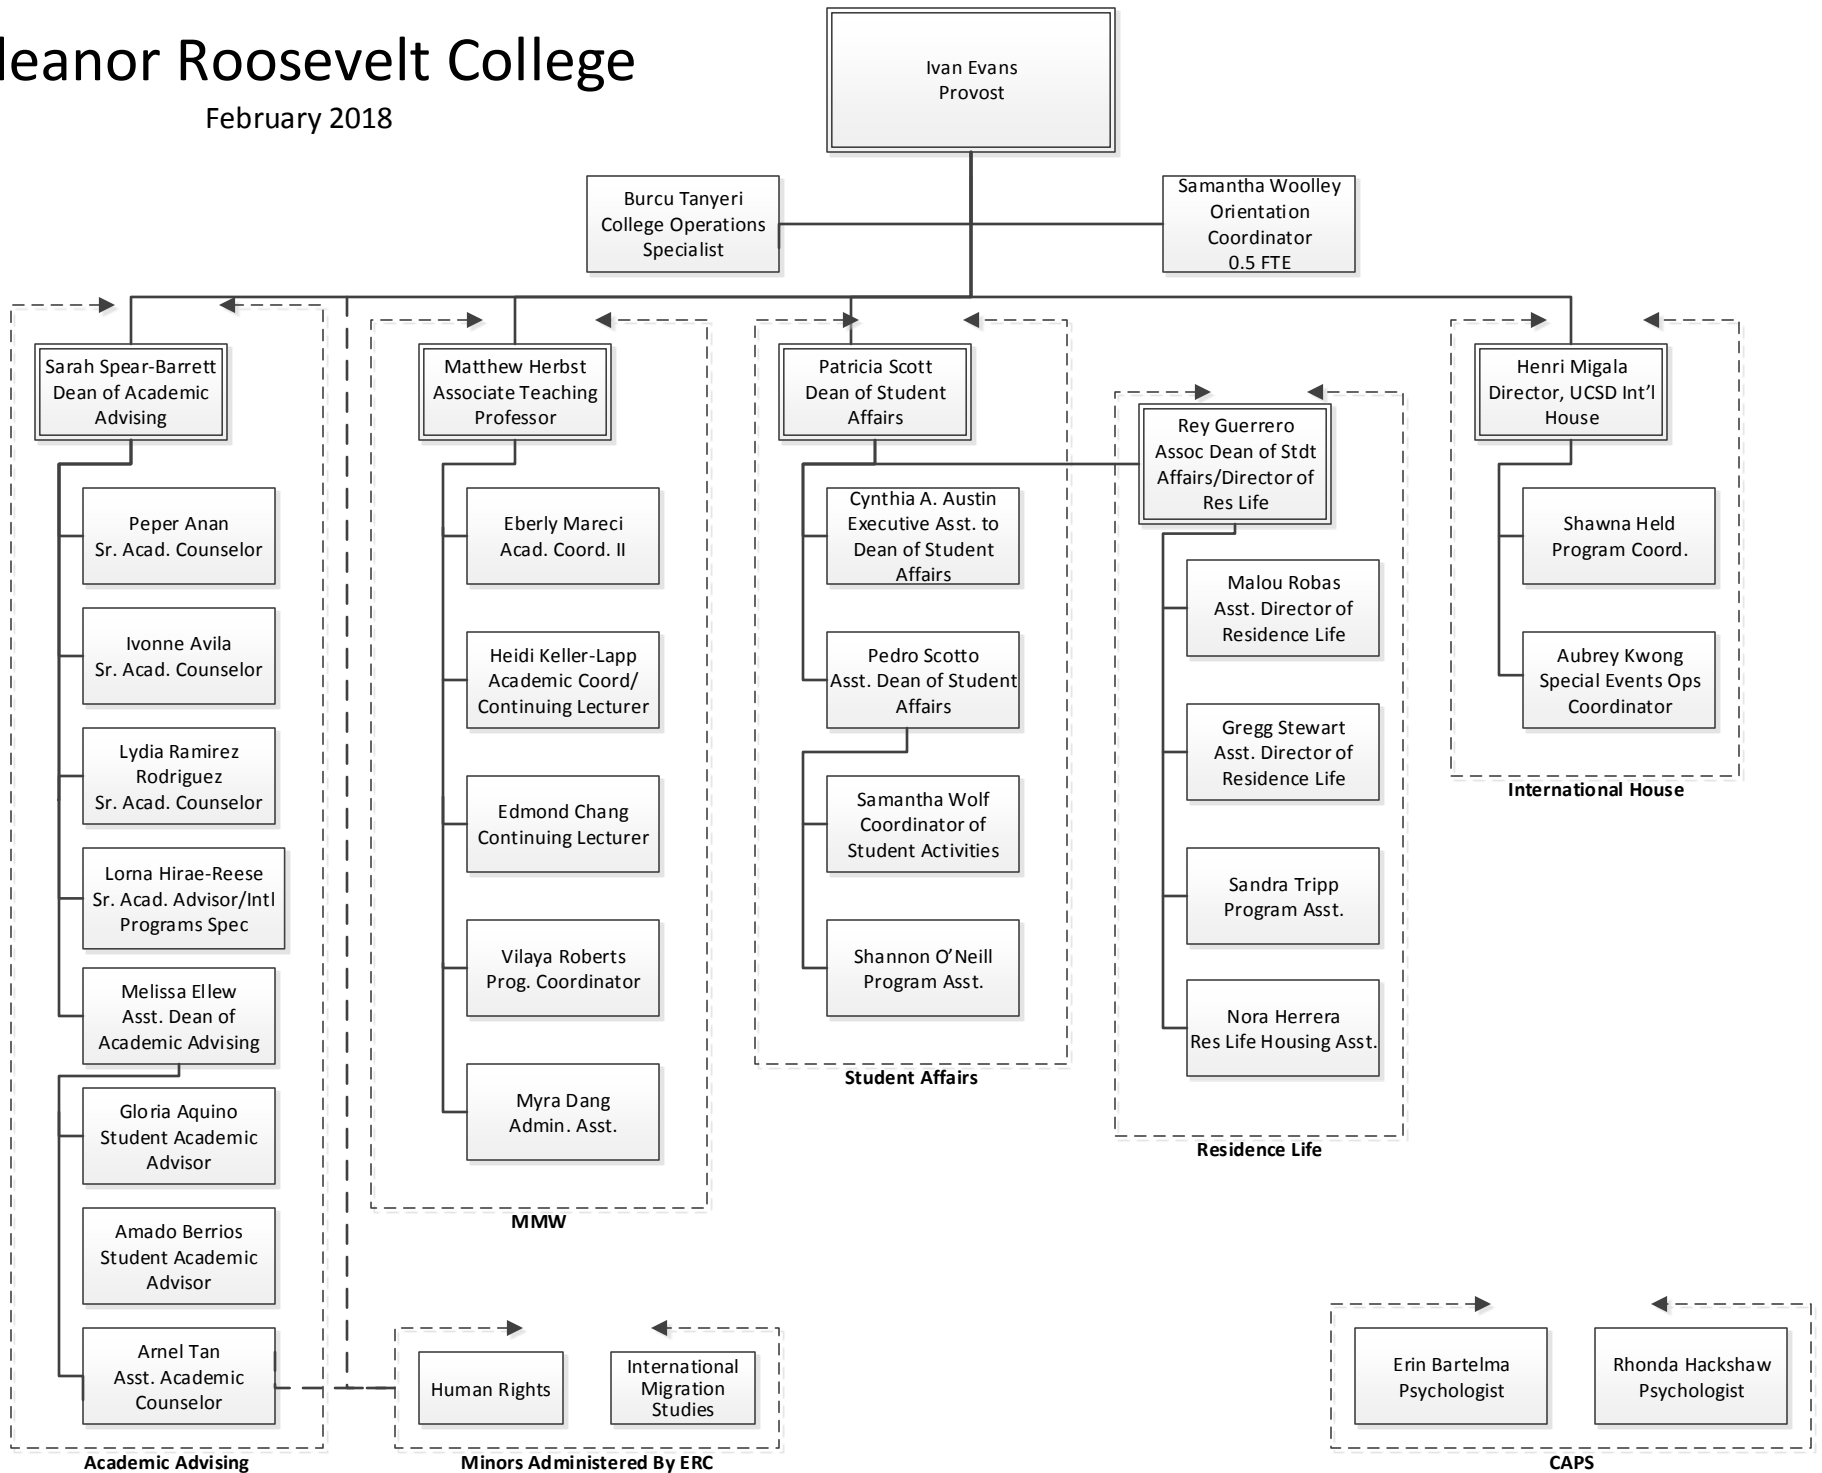 leanor Roosevelt College
February 2018
Ivan Evans
Provost
Burcu Tanyeri
College Operations
Specialist
Samantha Woolley
Orientation
Coordinator
0.5 FTE
Sarah Spear-Barrett
Dean of Academic
Advising
Peper Anan
Sr. Acad. Counselor
Ivonne Avila
Sr. Acad. Counselor
Lydia Ramirez
Rodriguez
Sr. Acad. Counselor
Lorna Hirae-Reese
Sr. Acad. Advisor/Intl
Programs Spec
Melissa Ellew
Asst. Dean of
Academic Advising
Gloria Aquino
Student Academic
Advisor
Amado Berrios
Student Academic
Advisor
Arnel Tan
Asst. Academic
Counselor
Academic Advising
Matthew Herbst
Associate Teaching
Professor
Eberly Mareci
Acad. Coord. II
Heidi Keller-Lapp
Academic Coord/
Continuing Lecturer
Edmond Chang
Continuing Lecturer
Vilaya Roberts
Prog. Coordinator
Myra Dang
Admin. Asst.
MMW
Human Rights
International
Migration
Studies
Minors Administered By ERC
Patricia Scott
Dean of Student
Affairs
Cynthia A. Austin
Executive Asst. to
Dean of Student
Affairs
Pedro Scotto
Asst. Dean of Student
Affairs
Samantha Wolf
Coordinator of
Student Activities
Shannon O’Neill
Program Asst.
Student Affairs
Rey Guerrero
Assoc Dean of Stdt
Affairs/Director of
Res Life
Malou Robas
Asst. Director of
Residence Life
Gregg Stewart
Asst. Director of
Residence Life
Sandra Tripp
Program Asst.
Nora Herrera
Res Life Housing Asst.
Residence Life
Henri Migala
Director, UCSD Int’l
House
Shawna Held
Program Coord.
Aubrey Kwong
Special Events Ops
Coordinator
International House
Erin Bartelma
Psychologist
Rhonda Hackshaw
Psychologist
CAPS